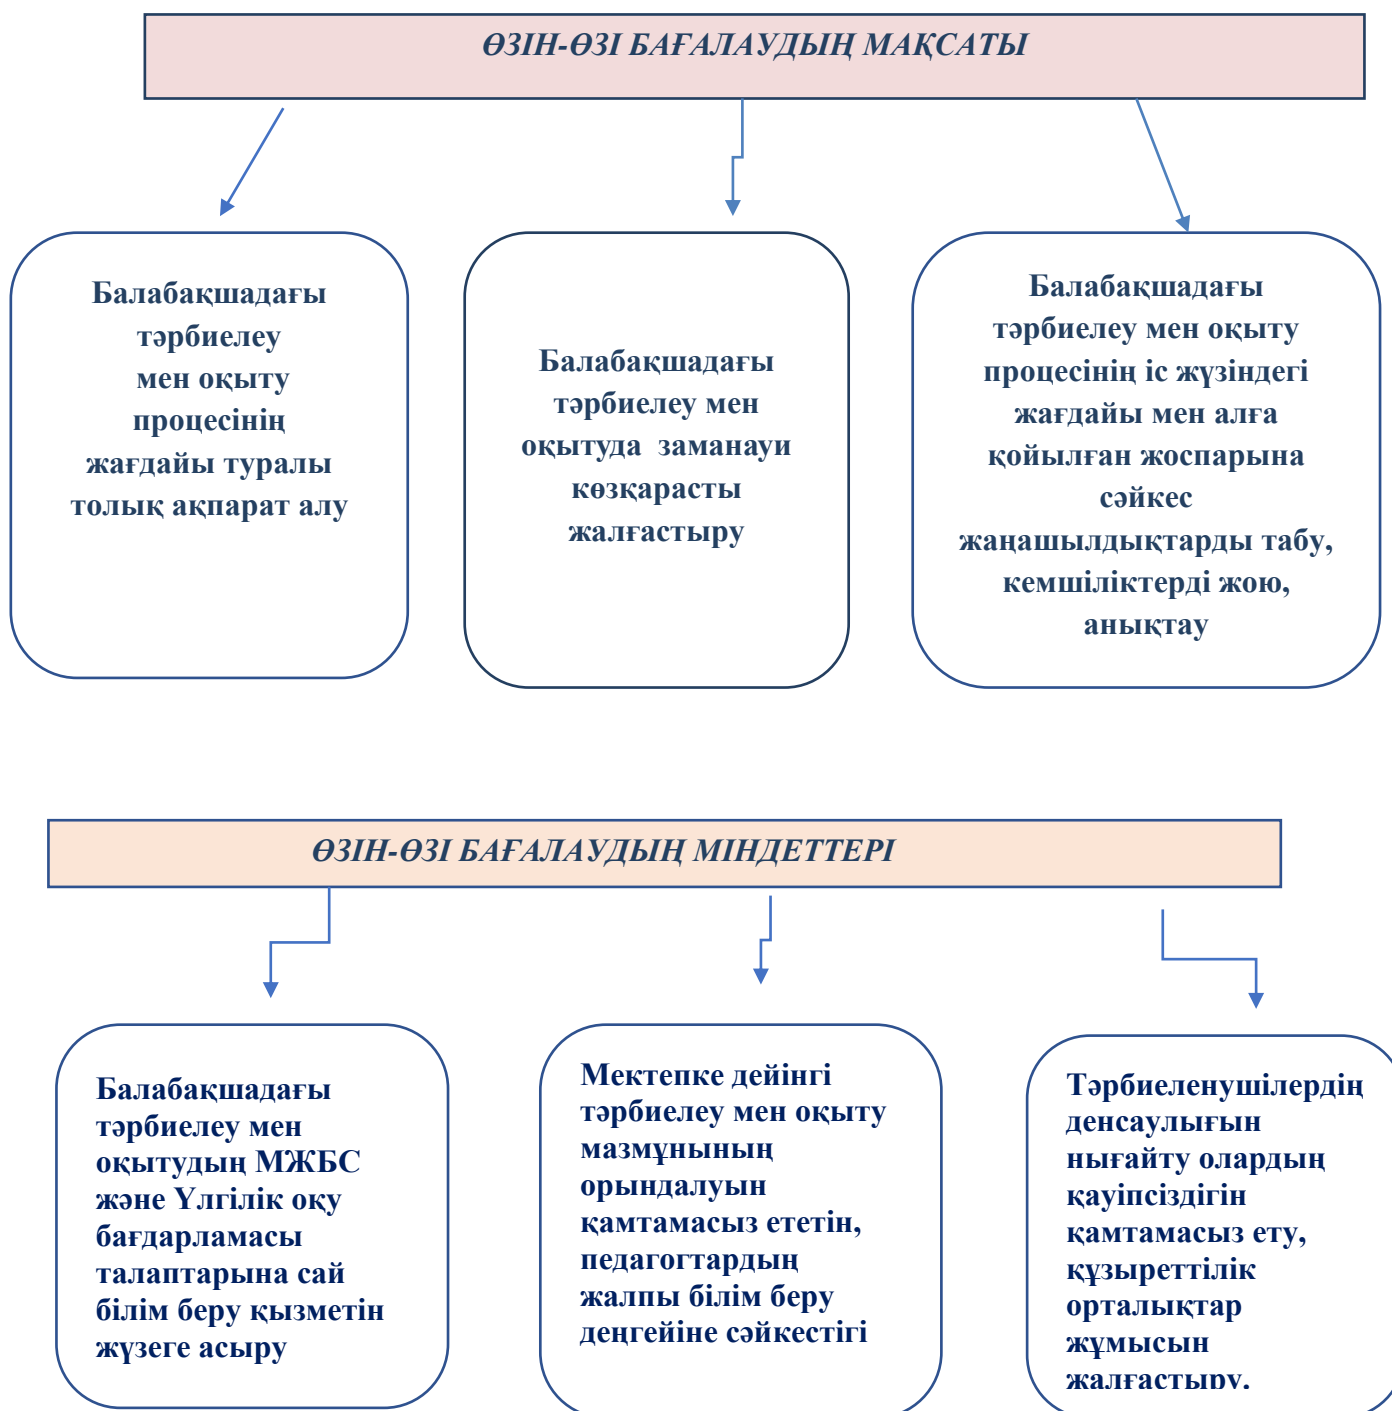 ӨЗІН-ӨЗІ БАҒАЛАУДЫҢ МАҚСАТЫ
Балабақшадағы
тәрбиелеу
мен оқыту
процесінің
жағдайы туралы
толық ақпарат алу
Балабақшадағы
тәрбиелеу мен
оқытуда заманауи
көзқарасты
жалғастыру
Балабақшадағы
тәрбиелеу мен оқыту
процесінің іс жүзіндегі
жағдайы мен алға
қойылған жоспарына
сәйкес
жаңашылдықтарды табу,
кемшіліктерді жою,
анықтау
ӨЗІН-ӨЗІ БАҒАЛАУДЫҢ МІНДЕТТЕРІ
Балабақшадағы
тәрбиелеу мен
оқытудың МЖБС
және Үлгілік оқу
бағдарламасы
талаптарына сай
білім беру қызметін
жүзеге асыру
Мектепке дейінгі
тәрбиелеу мен оқыту
мазмұнының
орындалуын
қамтамасыз ететін,
педагогтардың
жалпы білім беру
деңгейіне сәйкестігі
Тәрбиеленушілердің
денсаулығын
нығайту олардың
қауіпсіздігін
қамтамасыз ету,
құзыреттілік
орталықтар
жұмысын
жалғастыру.